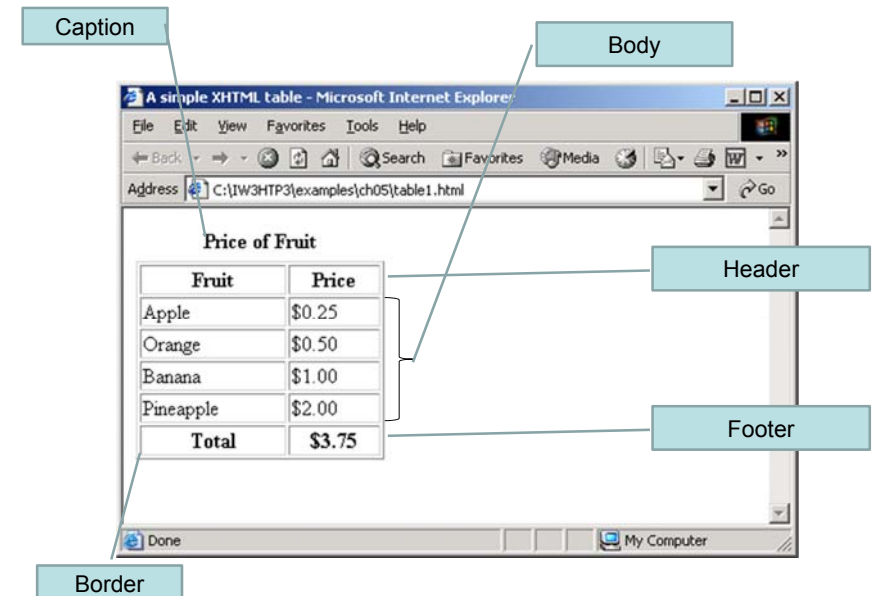 Caption
Body
A simple XHTML table - Microsoft Internet Explorer
File Edit View Favorites Tools Help
Back Search Favorites Media W »
Address C:\IW3HTP3\examples\ch05\table1.html Go
Price of Fruit
Fruit Price
Header
Apple $0.25
Orange $0.50
Banana $1.00
Pineapple $2.00
Total $3.75
Footer
Done My Computer
Border